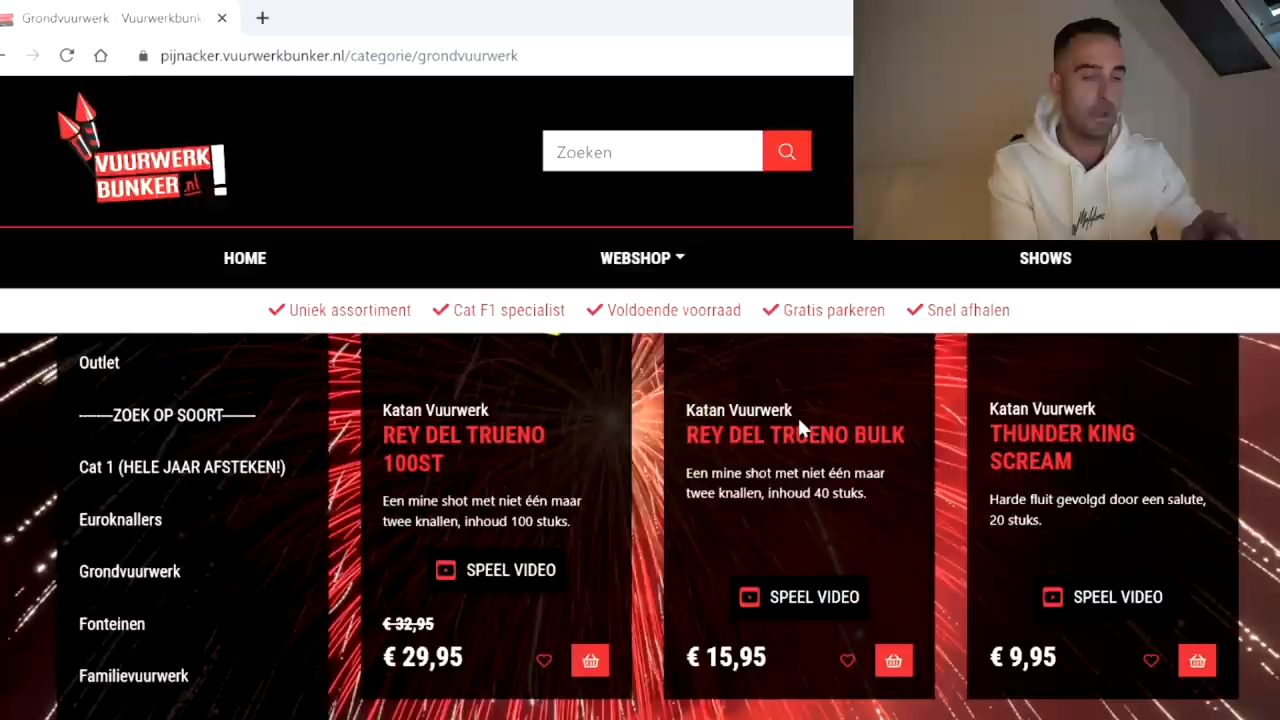 Grondvuurwerk - Vuurwerkbunk
pijnacker.vuurwerkbunker.nl/categorie/grondvuurwerk
VUURWERK
BUNKER.nl!
Zoeken
HOME
WEBSHOP
SHOWS
Uniek assortiment
Cat F1 specialist
Voldoende voorraad
Gratis parkeren
Snel afhalen
Outlet
-------ZOEK OP SOORT-------
Cat 1 (HELE JAAR AFSTEKEN!)
Euroknallers
Grondvuurwerk
Fonteinen
Familievuurwerk
Katan Vuurwerk
REY DEL TRUENO
100ST
Een mine shot met niet één maar
twee knallen, inhoud 100 stuks.
SPEEL VIDEO
€ 32,95
€ 29,95
Katan Vuurwerk
REY DEL TRUENO BULK
Een mine shot met niet één maar
twee knallen, inhoud 40 stuks.
SPEEL VIDEO
€ 15,95
Katan Vuurwerk
THUNDER KING
SCREAM
Harde fluit gevolgd door een salute,
20 stuks.
SPEEL VIDEO
€ 9,95